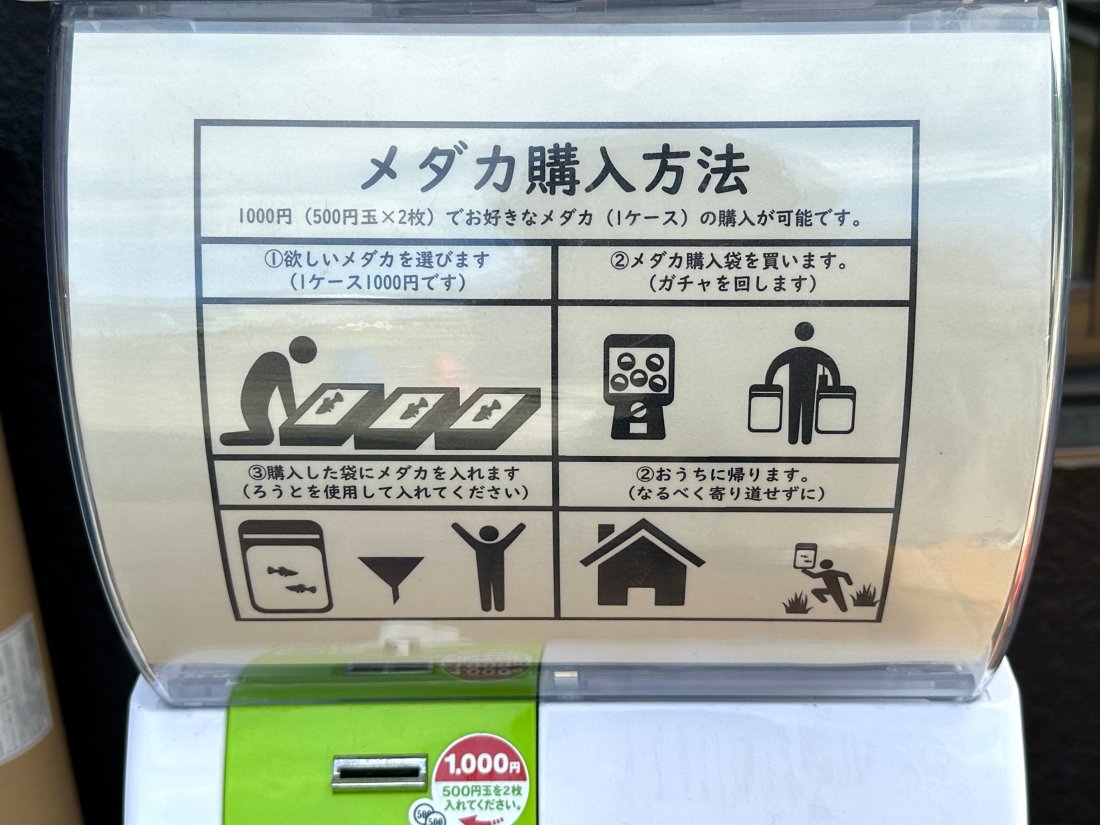 メダカ購入方法
1000円（500円玉×2枚）でお好きなメダカ（1ケース）の購入が可能です。
①欲しいメダカを選びます
（1ケース1000円です）
②メダカ購入袋を買います。
（ガチャを回します）
③購入した袋にメダカを入れます
（ろうとを使用して入れてください）
②おうちに帰ります。
（なるべく寄り道せずに）
1,000円
500円玉を2枚
入れてください。
500
500